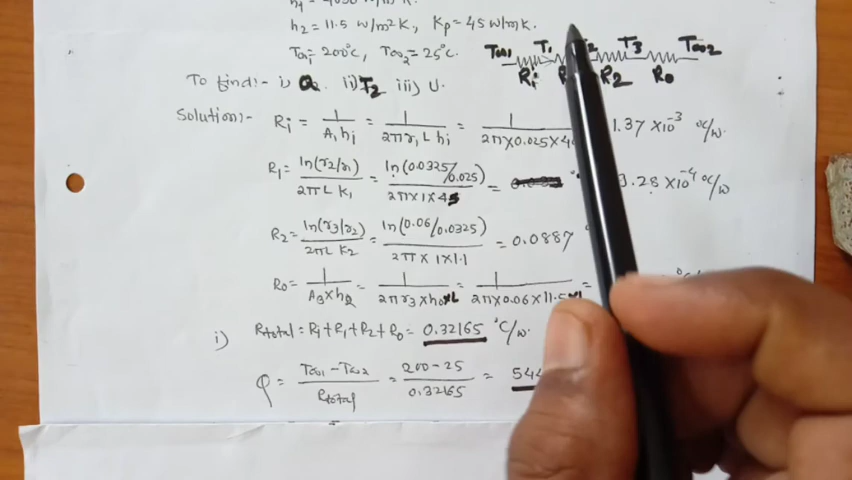 h₂ = 11.5 W/m²K, Kp = 45 W/mK.
T∞₁ = 200°C, T∞₂ = 25°C.
T∞₁ T₁ T₃ T∞₂
Ri R₂ R₀
To find:- i) Q ii) T₂ iii) U.
Solution:- Ri = 1/A₁hi = 1/2πr₁Lhi = 1/2π×0.025×40 1.37 ×10⁻³ °C/W.
R₁ = ln(r₂/r₁)/2πLK₁ = ln(0.0325/0.025)/2π×1×45 = 3.28 ×10⁻⁴ °C/W
R₂ = ln(r₃/r₂)/2πLK₂ = ln(0.06/0.0325)/2π×1×1.1 = 0.0887 °
R₀ = 1/A₃×h₂ = 1/2πr₃×h₀×L = 1/2π×0.06×11.5×1 = °C/
i) Rtotal = Ri+R₁+R₂+R₀ = 0.32165 °C/W.
Q = T∞₁-T∞₂/Rtotal = 200-25/0.32165 = 544